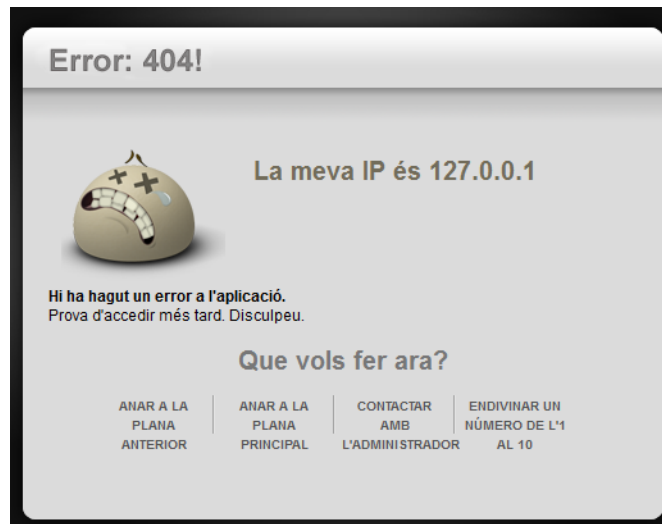 Error: 404!
La meva IP és 127.0.0.1
Hi ha hagut un error a l'aplicació.
Prova d'accedir més tard. Disculpeu.
Que vols fer ara?
ANAR A LA
PLANA
ANTERIOR
ANAR A LA
PLANA
PRINCIPAL
CONTACTAR
AMB
L'ADMINISTRADOR
ENDIVINAR UN
NÚMERO DE L'1
AL 10